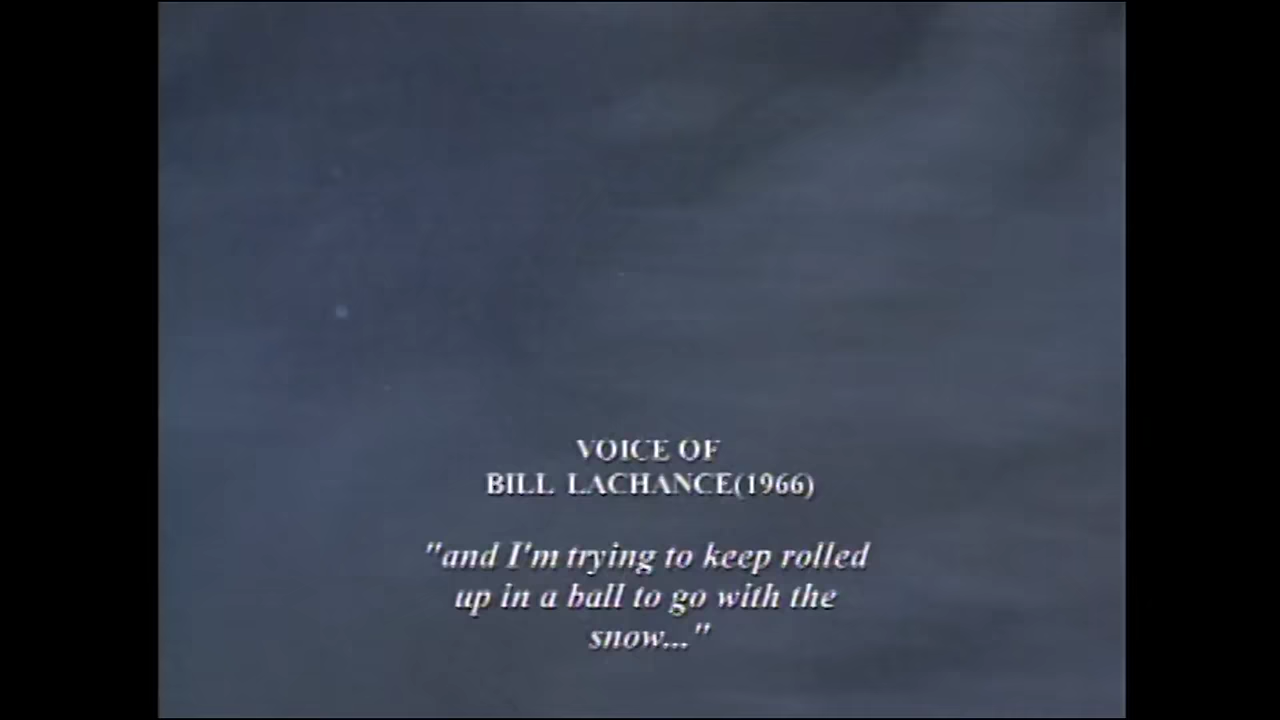 VOICE OF
BILL LACHANCE(1966)
"and I'm trying to keep rolled
up in a ball to go with the
snow..."